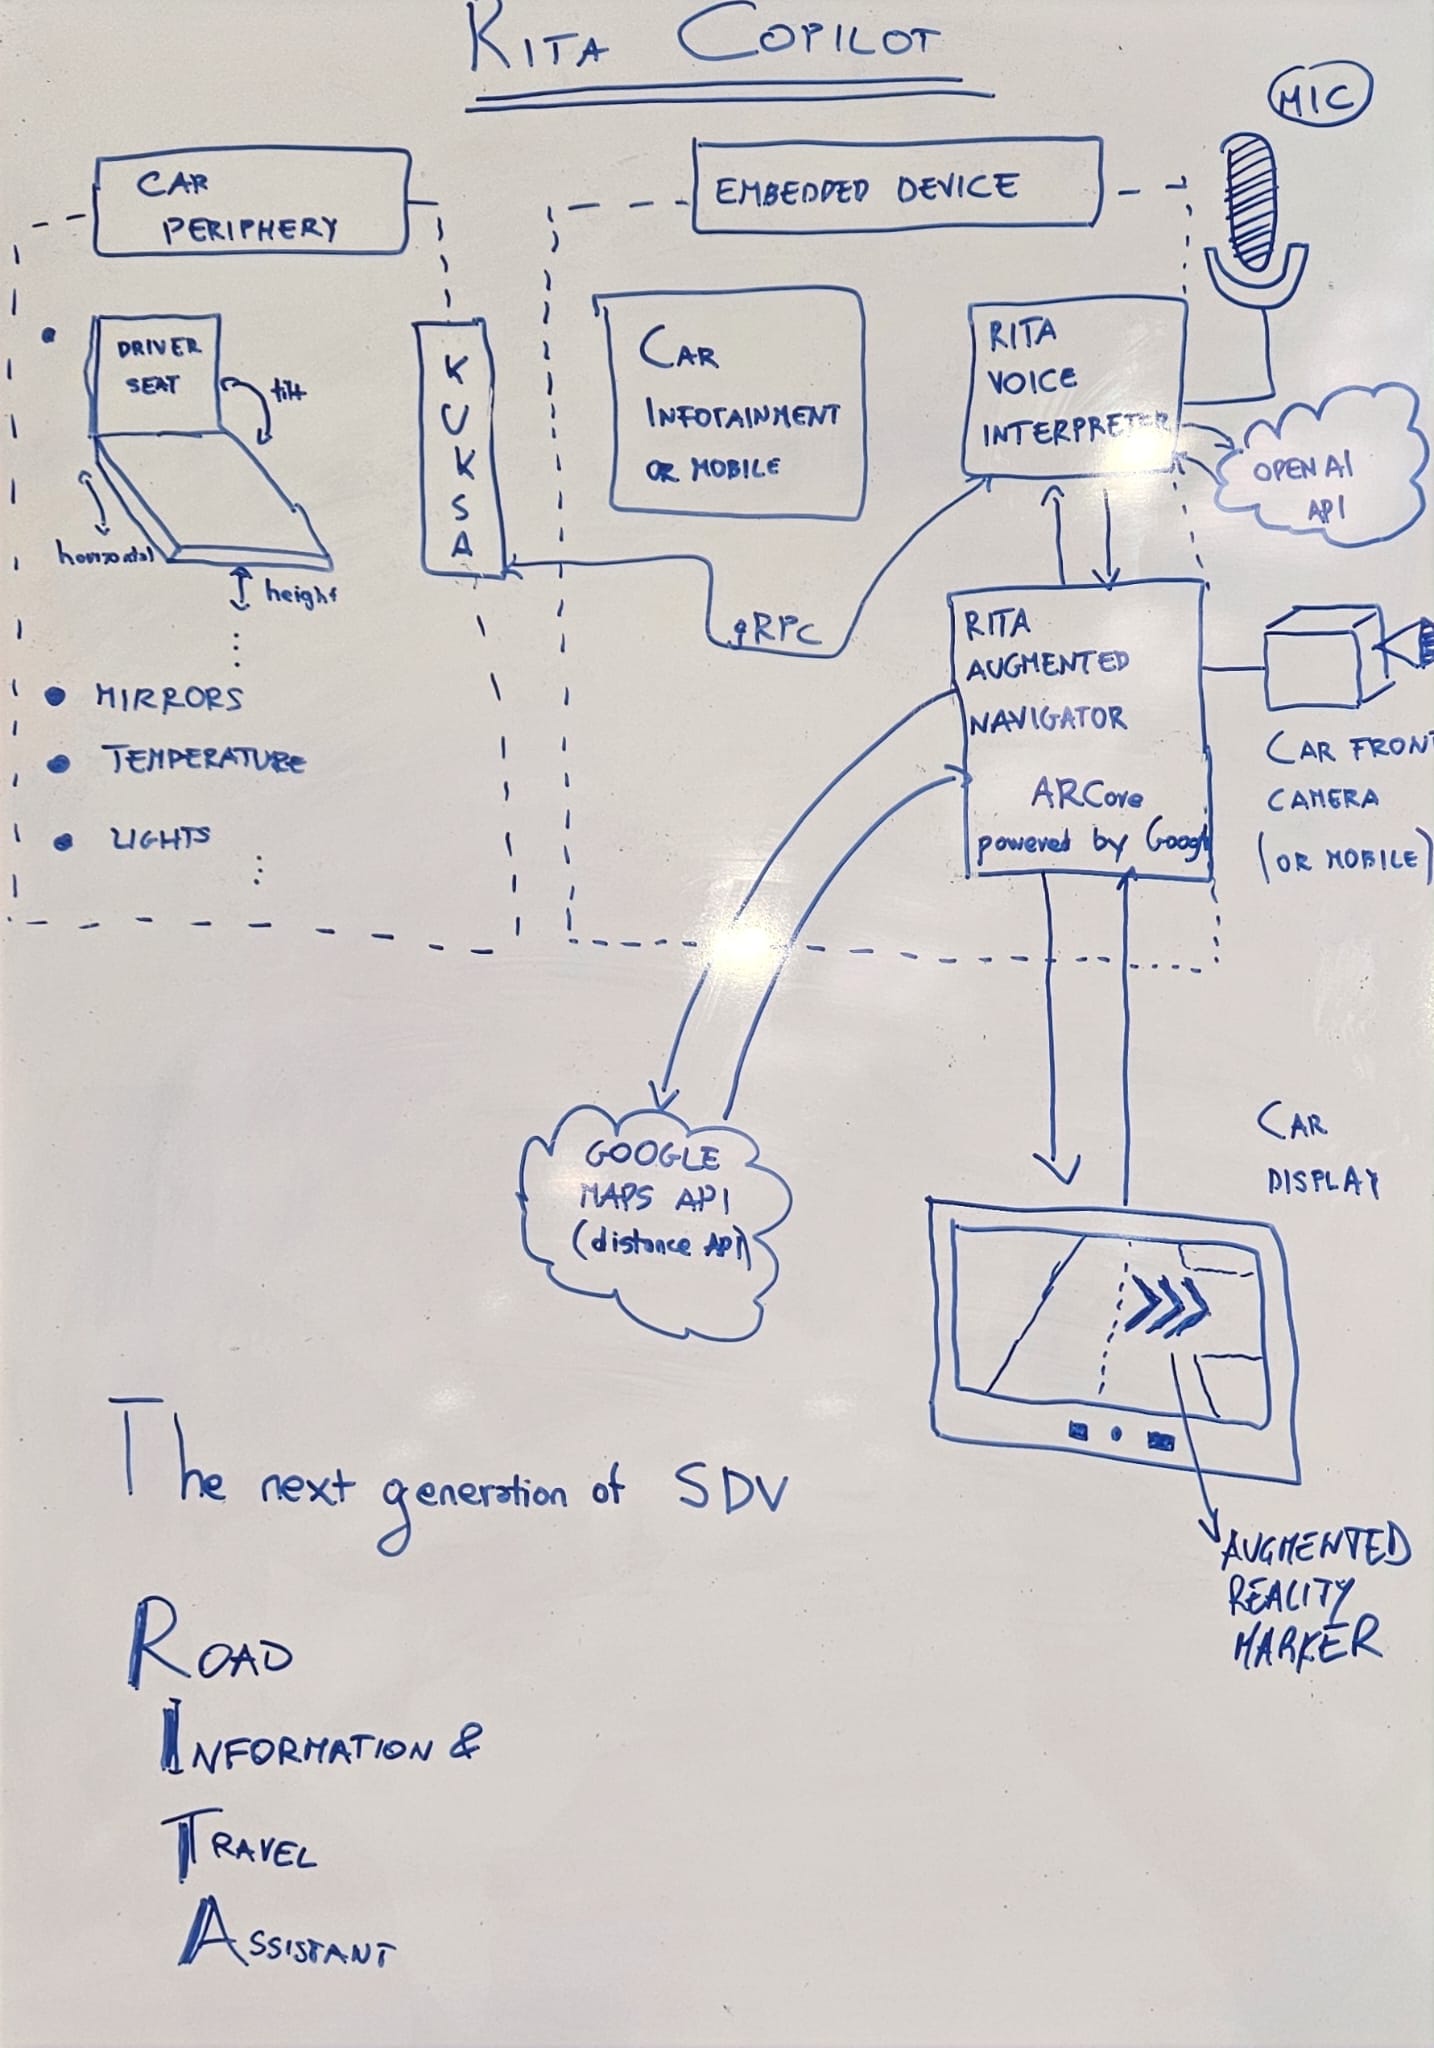 RITA COPILOT
MIC
CAR
PERIPHERY
EMBEDDED DEVICE
DRIVER
SEAT
tilt
horizontal
height
MIRRORS
TEMPERATURE
LIGHTS
KUKSA
CAR
INFOTAINMENT
OR MOBILE
RITA
VOICE
INTERPRETER
OPEN AI
API
gRPC
RITA
AUGMENTED
NAVIGATOR
ARCore
powered by Google
CAR FRONT
CAMERA
(OR MOBILE)
GOOGLE
MAPS API
(distance API)
CAR
DISPLAY
AUGMENTED
REALITY
MARKER
The next generation of SDV
ROAD
INFORMATION &
TRAVEL
ASSISTANT